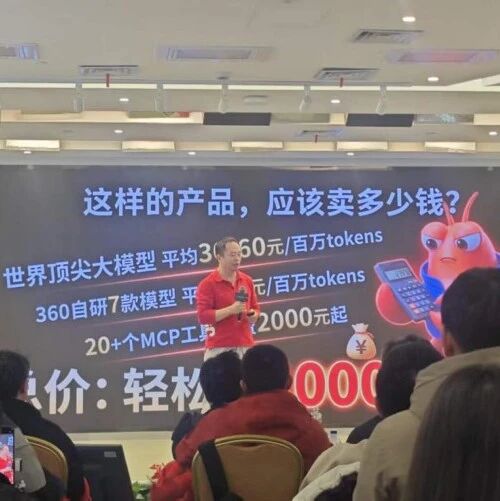 这样的产品，应该卖多少钱？
世界顶尖大模型 平均30 60元/百万tokens
360自研7款模型 平 元/百万tokens
20+个MCP工具 2000元起
总价：轻松 000